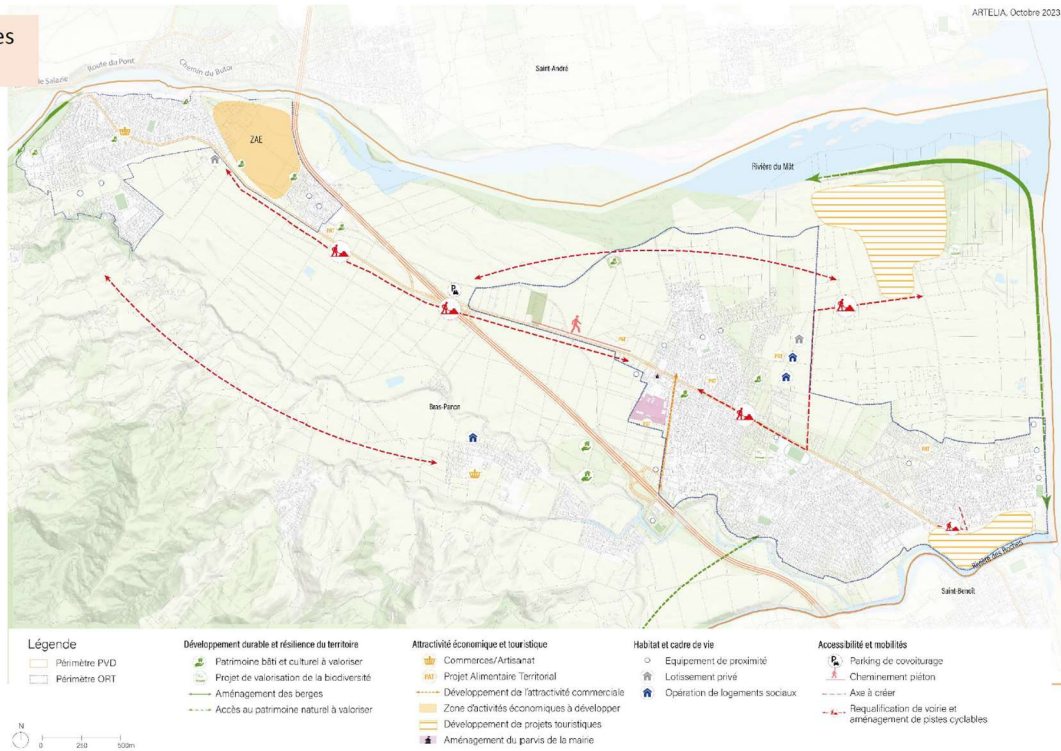 ARTELIA, Octobre 2023
es
Route du Pont
Chemin du Butor
Saint-André
ZAE
Rivière du Mât
PAT
P
PAT
PAT
PAT
Bras-Panon
PAT
PAT
Rivière des Roches
Saint-Benoît
Légende
Périmètre PVD
Périmètre ORT
Développement durable et résilience du territoire
Patrimoine bâti et culturel à valoriser
Projet de valorisation de la biodiversité
Aménagement des berges
Accès au patrimoine naturel à valoriser
Attractivité économique et touristique
Commerces/Artisanat
PAT Projet Alimentaire Territorial
Développement de l'attractivité commerciale
Zone d'activités économiques à développer
Développement de projets touristiques
Aménagement du parvis de la mairie
Habitat et cadre de vie
Equipement de proximité
Lotissement privé
Opération de logements sociaux
Accessibilité et mobilités
P Parking de covoiturage
Cheminement piéton
Axe à créer
Requalification de voirie et
aménagement de pistes cyclables
N
0 250 500m